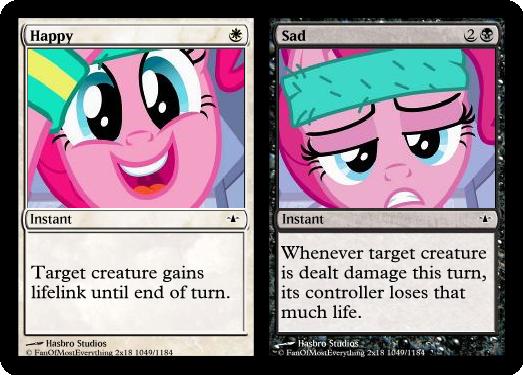 Happy
Instant
Target creature gains
lifelink until end of turn.
Hasbro Studios
© FanOfMostEverything 2x18 1049/1184
Sad 2
Instant
Whenever target creature
is dealt damage this turn,
its controller loses that
much life.
Hasbro Studios
© FanOfMostEverything 2x18 1049/1184